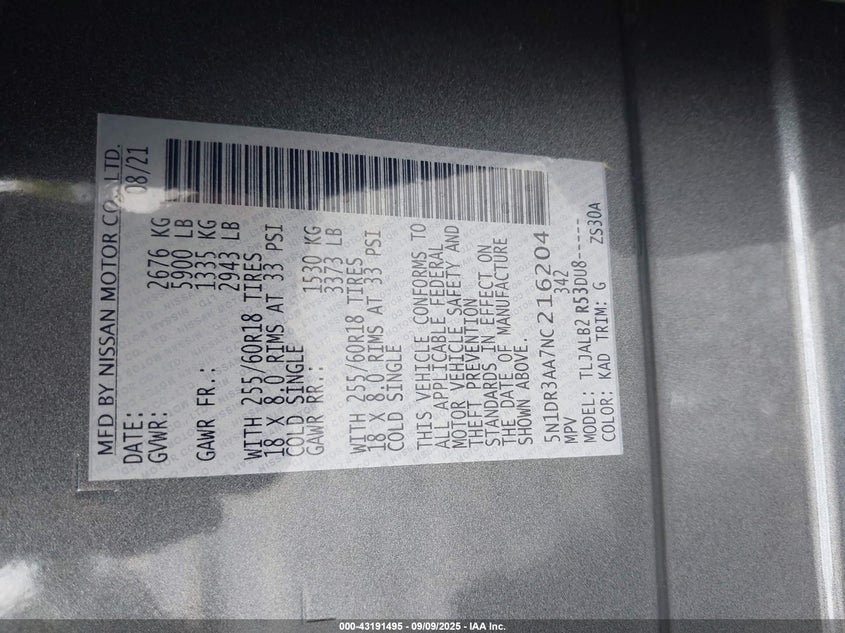 MFD BY NISSAN MOTOR CO., LTD.
DATE: 08/21
GVWR: 2676 KG
5900 LB
GAWR FR.: 1335 KG
2943 LB
WITH 255/60R18 TIRES
18 X 8.0 RIMS AT 33 PSI
COLD SINGLE
GAWR RR.: 1530 KG
3373 LB
WITH 255/60R18 TIRES
18 X 8.0 RIMS AT 33 PSI
COLD SINGLE
THIS VEHICLE CONFORMS TO
ALL APPLICABLE FEDERAL
MOTOR VEHICLE SAFETY AND
THEFT PREVENTION
STANDARDS IN EFFECT ON
THE DATE OF MANUFACTURE
SHOWN ABOVE.
5N1DR3AA7NC216204
MPV 342
MODEL: TLJALB2 R53DU8-----
COLOR: KAD TRIM: G ZS30A
000-43191495 - 09/09/2025 - IAA Inc.